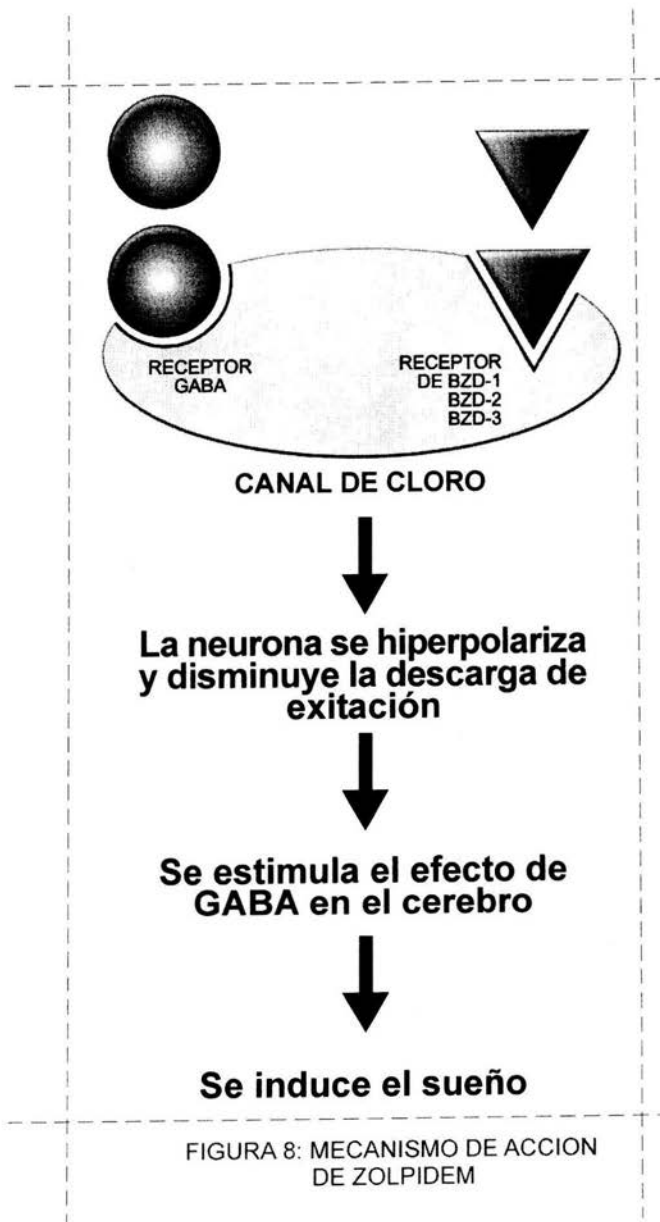 RECEPTOR
GABA
RECEPTOR
DE BZD-1
BZD-2
BZD-3
CANAL DE CLORO
La neurona se hiperpolariza
y disminuye la descarga de
exitación
Se estimula el efecto de
GABA en el cerebro
Se induce el sueño
FIGURA 8: MECANISMO DE ACCION
DE ZOLPIDEM